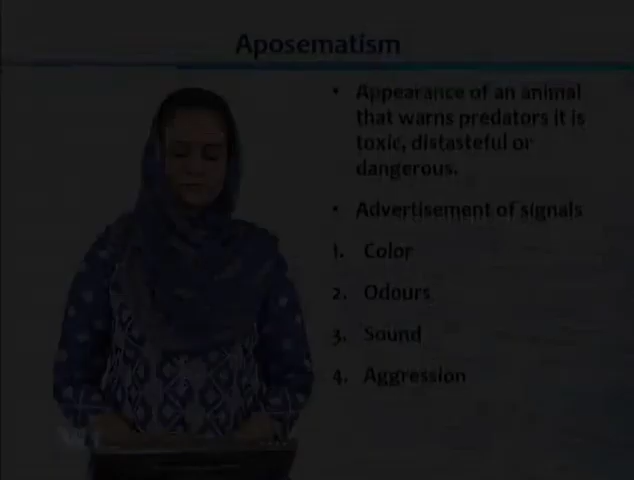 Aposematism
• Appearance of an animal
that warns predators it is
toxic, distasteful or
dangerous.
• Advertisement of signals
1. Color
2. Odours
3. Sound
4. Aggression